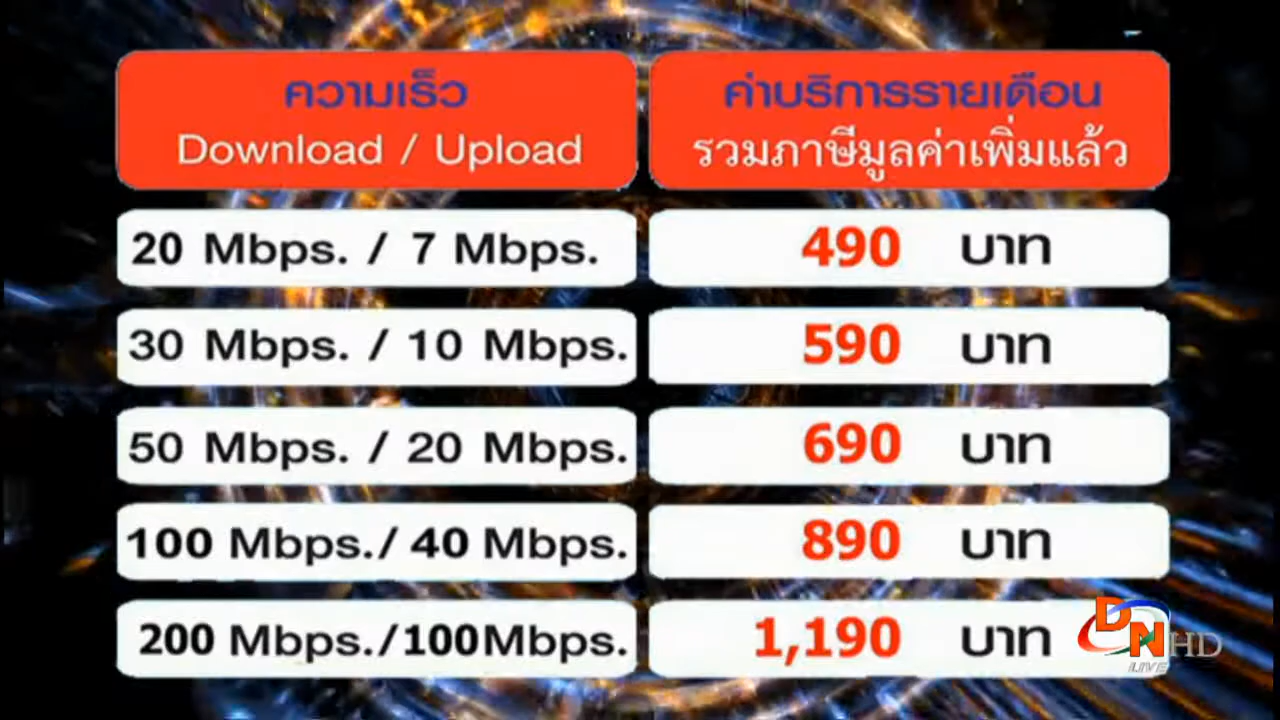 ความเร็ว
Download / Upload
ค่าบริการรายเดือน
รวมภาษีมูลค่าเพิ่มแล้ว
20 Mbps. / 7 Mbps.
490 บาท
30 Mbps. / 10 Mbps.
590 บาท
50 Mbps. / 20 Mbps.
690 บาท
100 Mbps./ 40 Mbps.
890 บาท
200 Mbps./100Mbps.
1,190 บาท
DN HD
LIVE